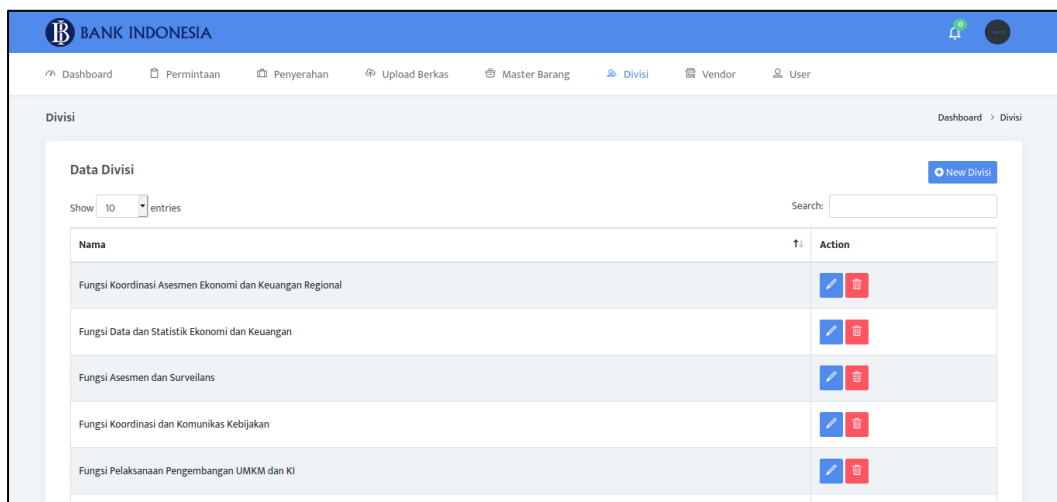 BANK INDONESIA
0
Dashboard Permintaan Penyerahan Upload Berkas Master Barang Divisi Vendor User
Divisi
Dashboard > Divisi
Data Divisi
New Divisi
Show 10 entries
Search:
Nama Action
Fungsi Koordinasi Asesmen Ekonomi dan Keuangan Regional
Fungsi Data dan Statistik Ekonomi dan Keuangan
Fungsi Asesmen dan Surveilans
Fungsi Koordinasi dan Komunikas Kebijakan
Fungsi Pelaksanaan Pengembangan UMKM dan KI